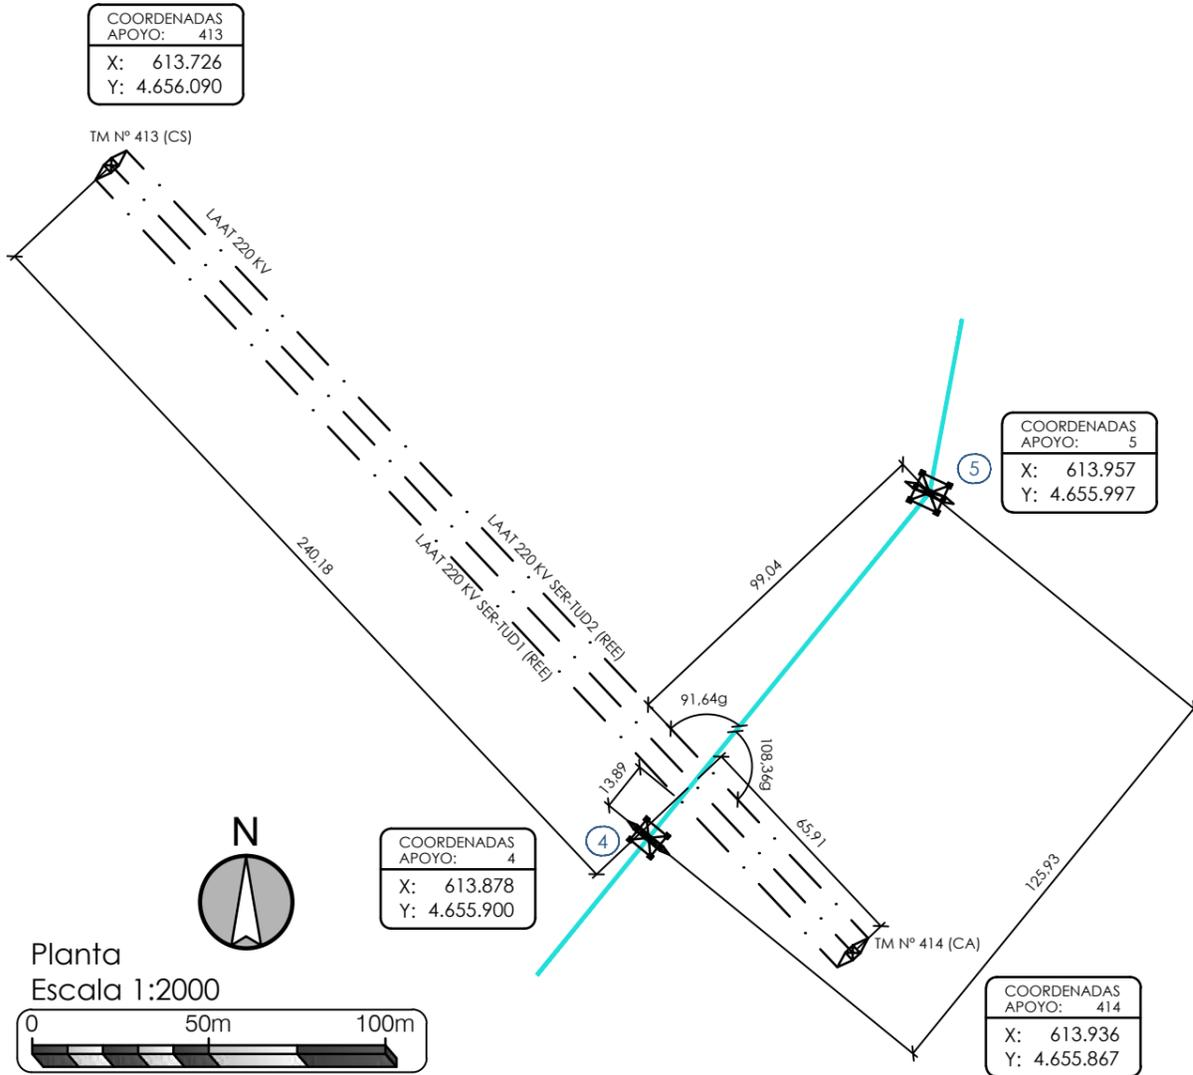 COORDENADAS
APOYO: 413
X: 613.726
Y: 4.656.090
TM Nº 413 (CS)
LAAT 220 KV
COORDENADAS
APOYO: 5
X: 613.957
Y: 4.655.997
5
99,04
240,18
LAAT 220 KV SER-TUD2 (REE)
LAAT 220 KV SER-TUD1 (REE)
91,64g
108,36g
13,89
65,91
125,93
4
COORDENADAS
APOYO: 4
X: 613.878
Y: 4.655.900
N
TM Nº 414 (CA)
Planta
Escala 1:2000
0 50m 100m
COORDENADAS
APOYO: 414
X: 613.936
Y: 4.655.867